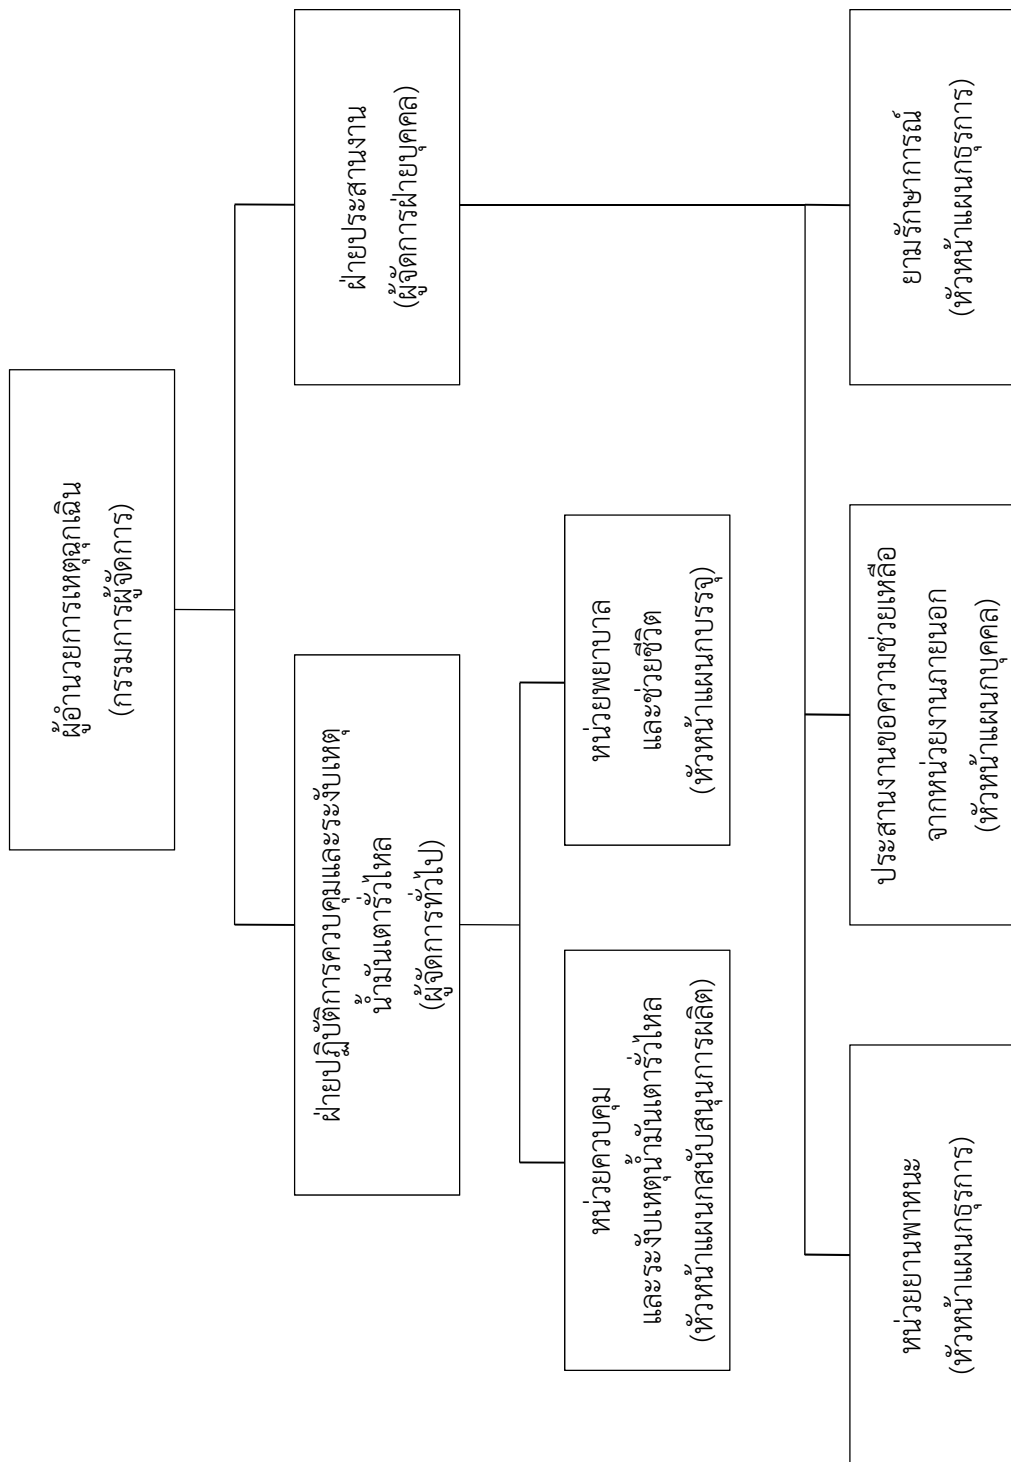 ผู้อำนวยการเหตุฉุกเฉิน
(กรรมการผู้จัดการ)
ฝ่ายปฏิบัติการควบคุมและระงับเหตุ
น้ำมันเตารั่วไหล
(ผู้จัดการทั่วไป)
ฝ่ายประสานงาน
(ผู้จัดการฝ่ายบุคคล)
หน่วยควบคุม
และระงับเหตุน้ำมันเตารั่วไหล
(หัวหน้าแผนกสนับสนุนการผลิต)
หน่วยพยาบาล
และช่วยชีวิต
(หัวหน้าแผนกบรรจุ)
หน่วยยานพาหนะ
(หัวหน้าแผนกธุรการ)
ประสานงานขอความช่วยเหลือ
จากหน่วยงานภายนอก
(หัวหน้าแผนกบุคคล)
ยามรักษาการณ์
(หัวหน้าแผนกธุรการ)